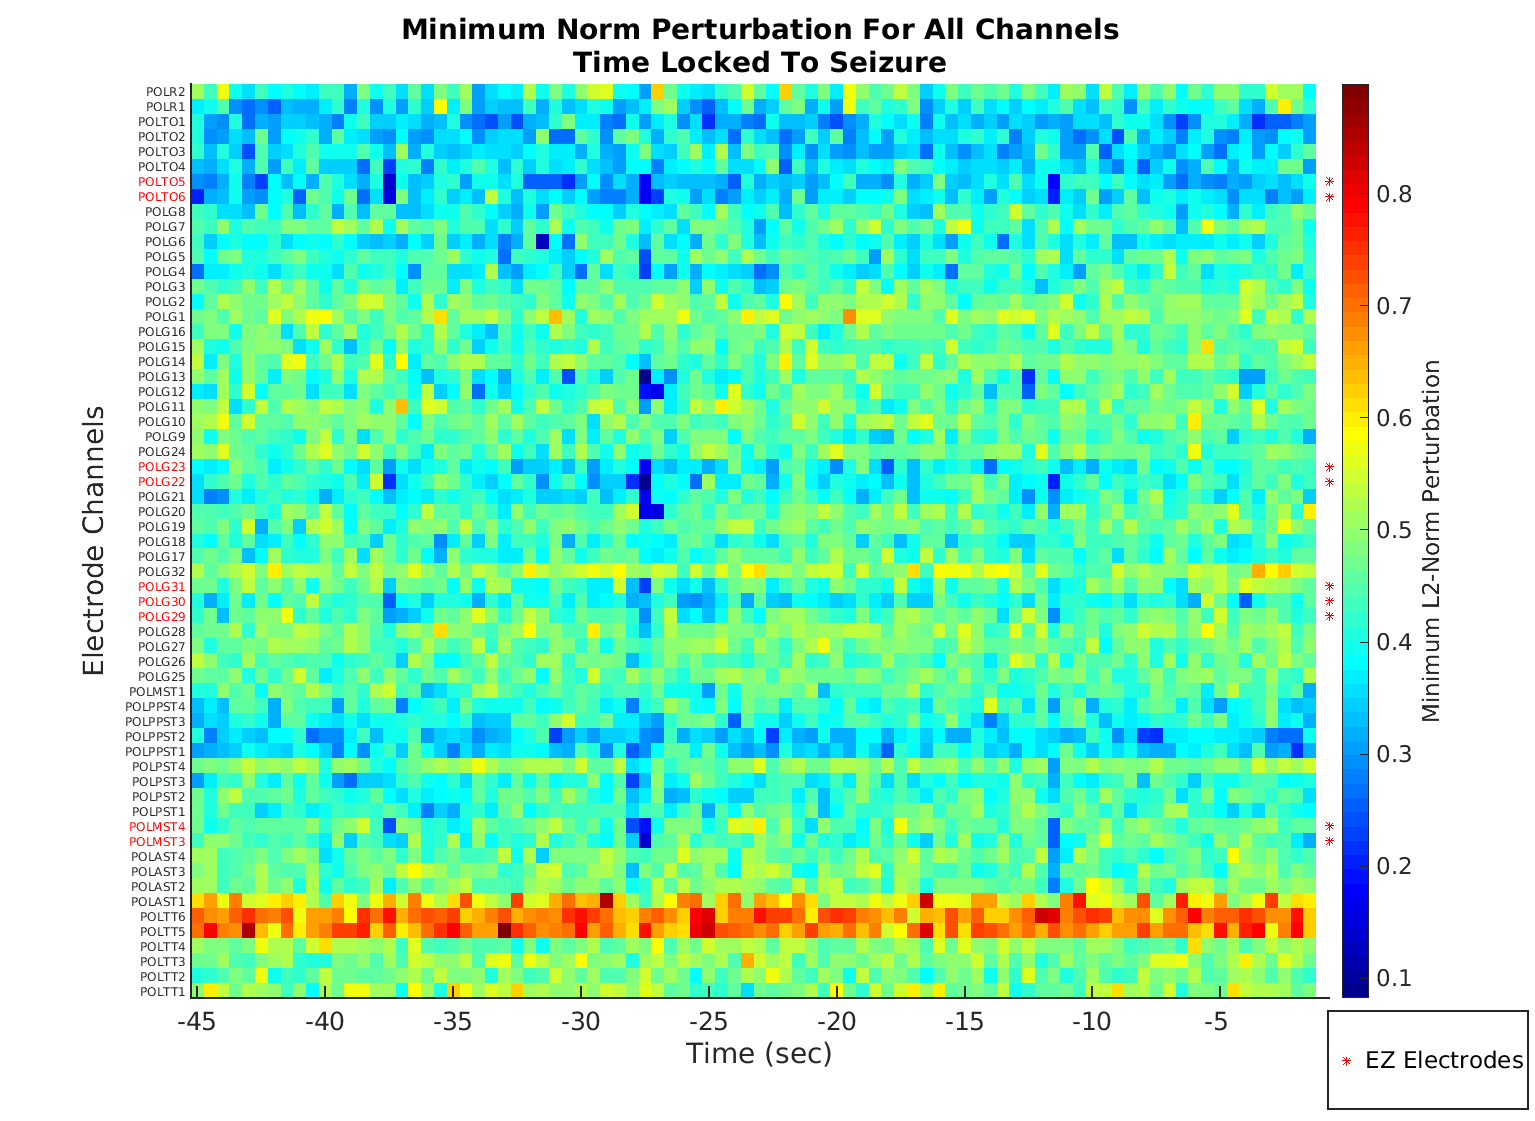 Minimum Norm Perturbation For All Channels
Time Locked To Seizure
Electrode Channels
POLR2
POLR1
POLTO1
POLTO2
POLTO3
POLTO4
POLTO5
POLTO6
POLG8
POLG7
POLG6
POLG5
POLG4
POLG3
POLG2
POLG1
POLG16
POLG15
POLG14
POLG13
POLG12
POLG11
POLG10
POLG9
POLG24
POLG23
POLG22
POLG21
POLG20
POLG19
POLG18
POLG17
POLG32
POLG31
POLG30
POLG29
POLG28
POLG27
POLG26
POLG25
POLMST1
POLPPST4
POLPPST3
POLPPST2
POLPPST1
POLPST4
POLPST3
POLPST2
POLPST1
POLMST4
POLMST3
POLAST4
POLAST3
POLAST2
POLAST1
POLTT6
POLTT5
POLTT4
POLTT3
POLTT2
POLTT1
-45 -40 -35 -30 -25 -20 -15 -10 -5
Time (sec)
0.8
0.7
0.6
0.5
0.4
0.3
0.2
0.1
Minimum L2-Norm Perturbation
EZ Electrodes